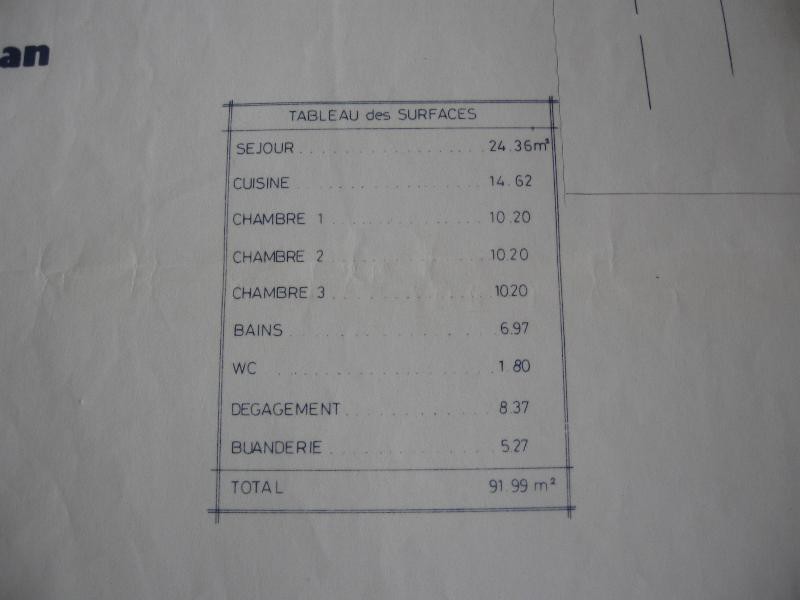 an
TABLEAU des SURFACES
SEJOUR . . . . . . . . . . . . . . . . . . 24.36m²
CUISINE . . . . . . . . . . . . . . . . . . 14.62
CHAMBRE 1 . . . . . . . . . . . . . . . 10.20
CHAMBRE 2 . . . . . . . . . . . . . . . 10.20
CHAMBRE 3 . . . . . . . . . . . . . . . 10.20
BAINS . . . . . . . . . . . . . . . . . . . 6.97
WC . . . . . . . . . . . . . . . . . . . . . 1.80
DEGAGEMENT . . . . . . . . . . . . . 8.37
BUANDERIE . . . . . . . . . . . . . . . 5.27
TOTAL 91.99 m²